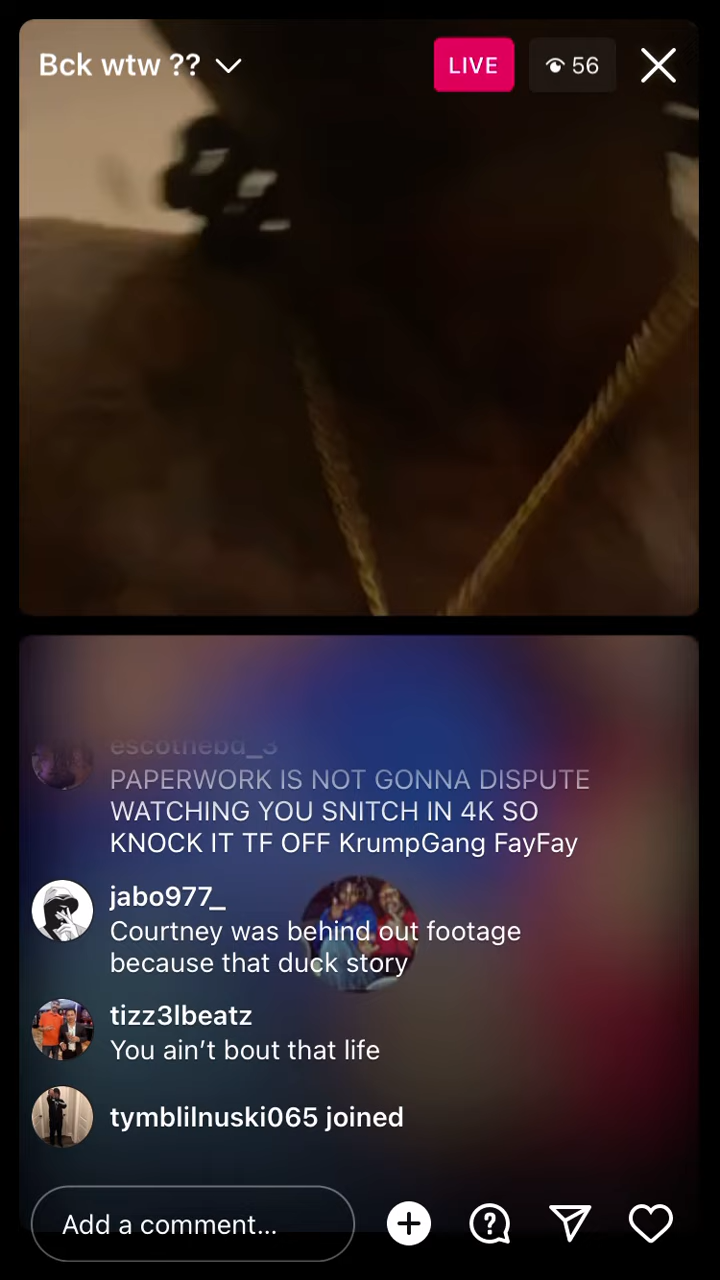 Bck wtw ??
LIVE
56
escothebd_3
PAPERWORK IS NOT GONNA DISPUTE
WATCHING YOU SNITCH IN 4K SO
KNOCK IT TF OFF KrumpGang FayFay
jabo977_
Courtney was behind out footage
because that duck story
tizz3lbeatz
You ain’t bout that life
tymblilnuski065 joined
Add a comment...